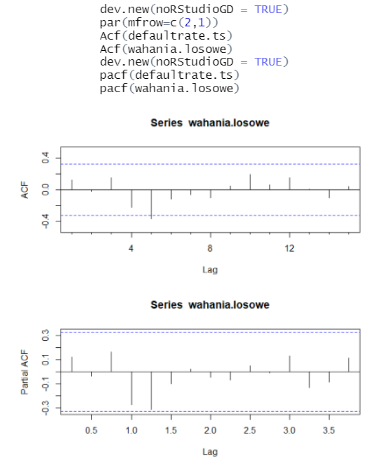 dev.new(noRStudioGD = TRUE)
par(mfrow=c(2,1))
Acf(defaultrate.ts)
Acf(wahania.losowe)
dev.new(noRStudioGD = TRUE)
pacf(defaultrate.ts)
pacf(wahania.losowe)
Series wahania.losowe
ACF
0.4
0.0
-0.4
4 8 12
Lag
Series wahania.losowe
Partial ACF
0.3
0.1
-0.1
-0.3
0.5 1.0 1.5 2.0 2.5 3.0 3.5
Lag